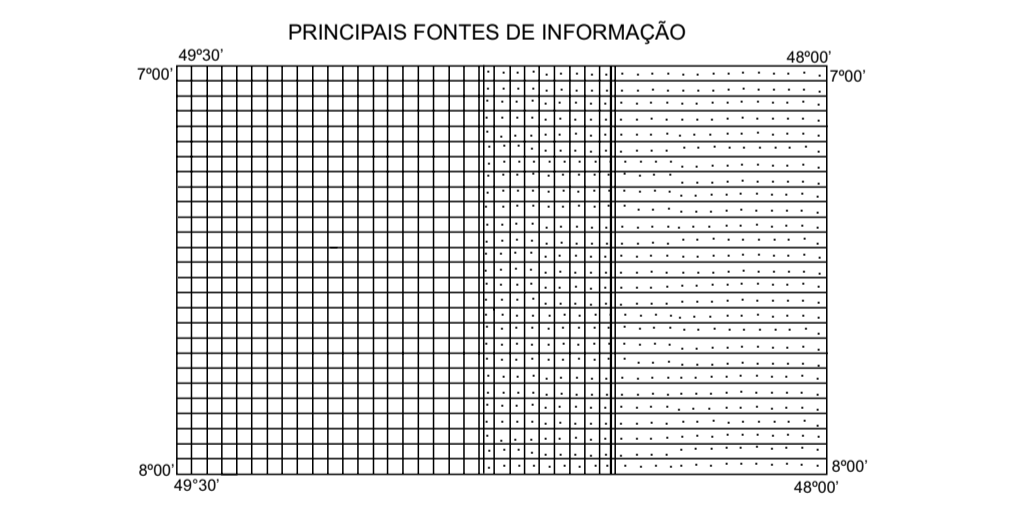 PRINCIPAIS FONTES DE INFORMAÇÃO
49º30’ 48º00’
7º00’ 7º00’
8º00’ 8º00’
49°30’ 48º00’